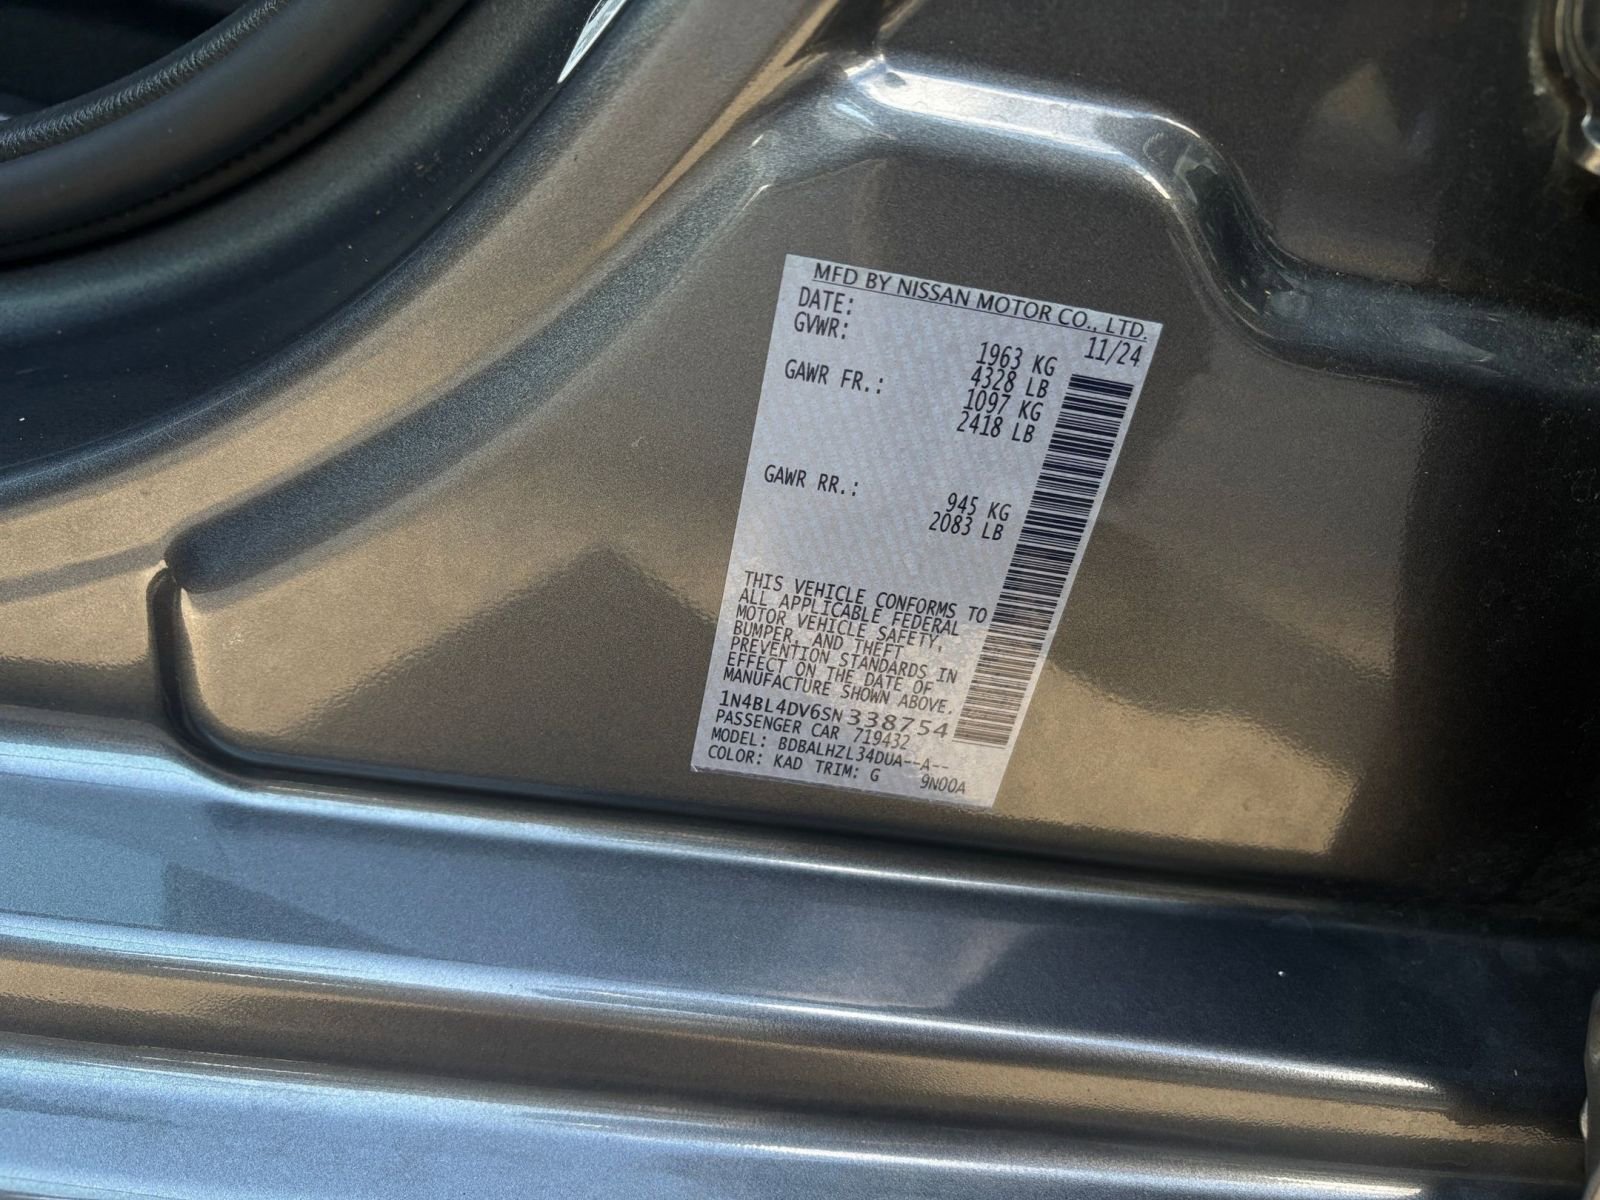 MFD BY NISSAN MOTOR CO., LTD.
DATE: 11/24
GVWR: 1963 KG
4328 LB
GAWR FR.: 1097 KG
2418 LB
GAWR RR.: 945 KG
2083 LB
THIS VEHICLE CONFORMS TO
ALL APPLICABLE FEDERAL
MOTOR VEHICLE SAFETY,
BUMPER, AND THEFT
PREVENTION STANDARDS IN
EFFECT ON THE DATE OF
MANUFACTURE SHOWN ABOVE.
1N4BL4DV6SN338754
PASSENGER CAR 719432
MODEL: BDBALHZL34DUA--A--
COLOR: KAD TRIM: G 9N00A